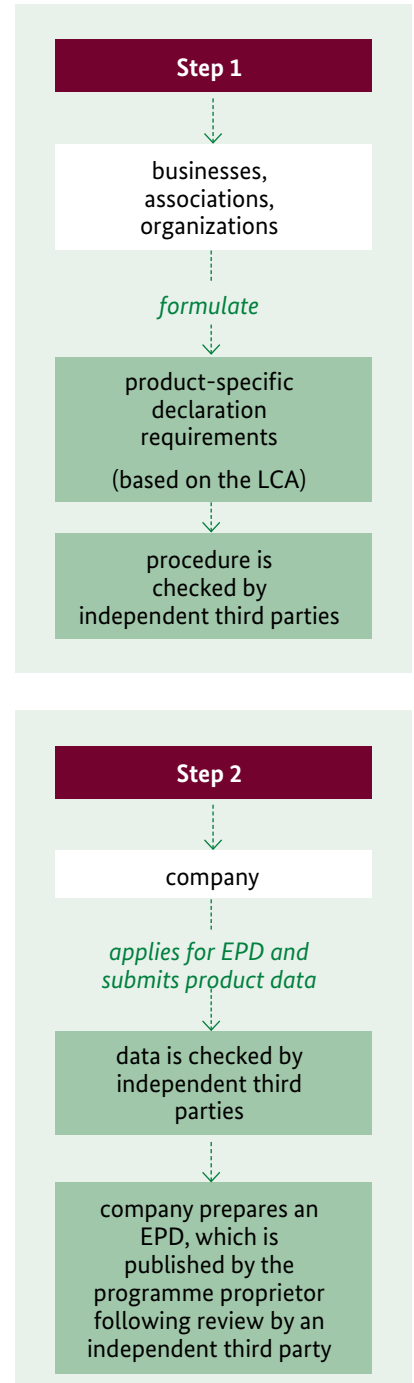 Step 1
businesses,
associations,
organizations
formulate
product-specific
declaration
requirements
(based on the LCA)
procedure is
checked by
independent third parties
Step 2
company
applies for EPD and
submits product data
data is checked by
independent third
parties
company prepares an
EPD, which is
published by the
programme proprietor
following review by an
independent third party